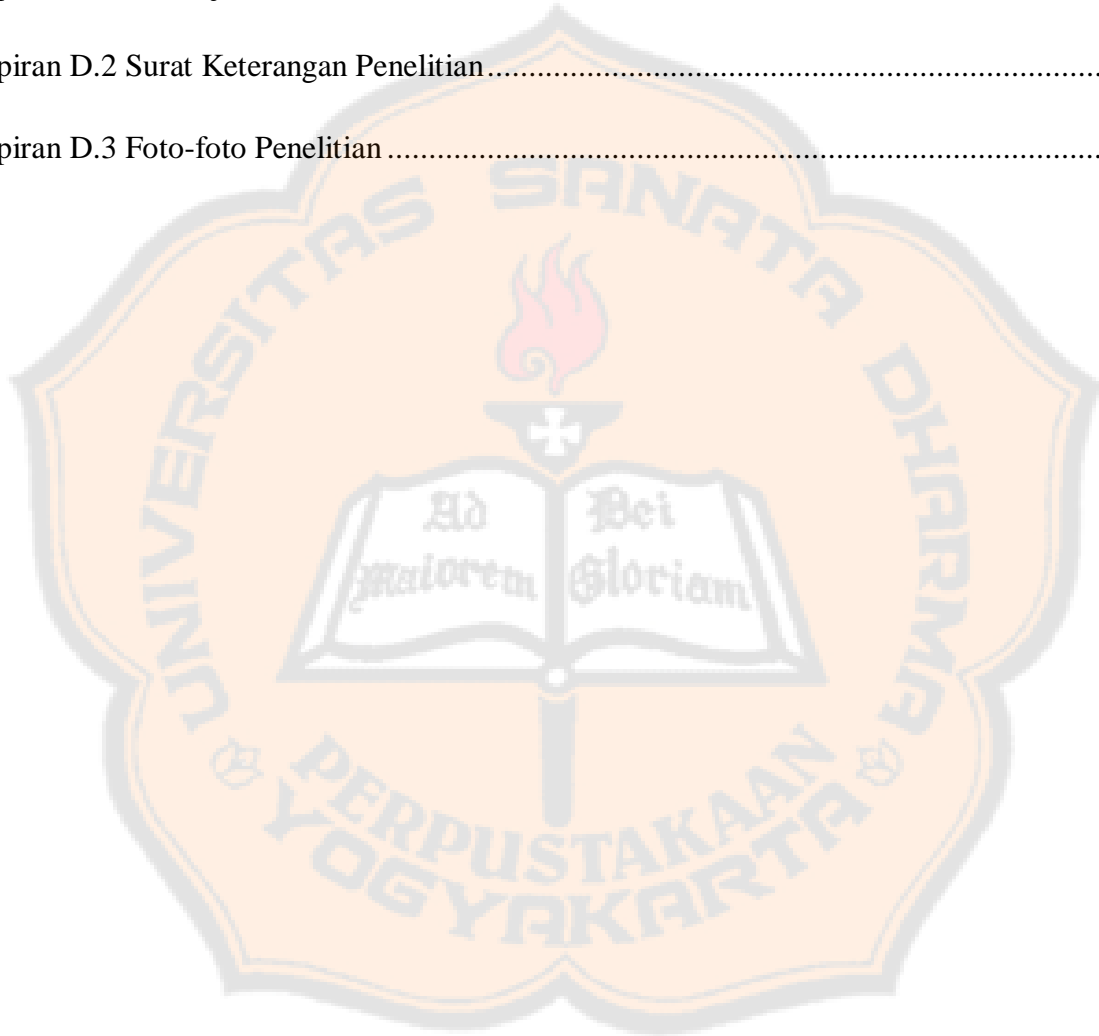 piran D.2 Surat Keterangan Penelitian....................................................................................
piran D.3 Foto-foto Penelitian ..............................................................................................
UNIVERSITAS SANATA DHARMA
Ad Dei
Maiorem Gloriam
PERPUSTAKAAN
YOGYAKARTA